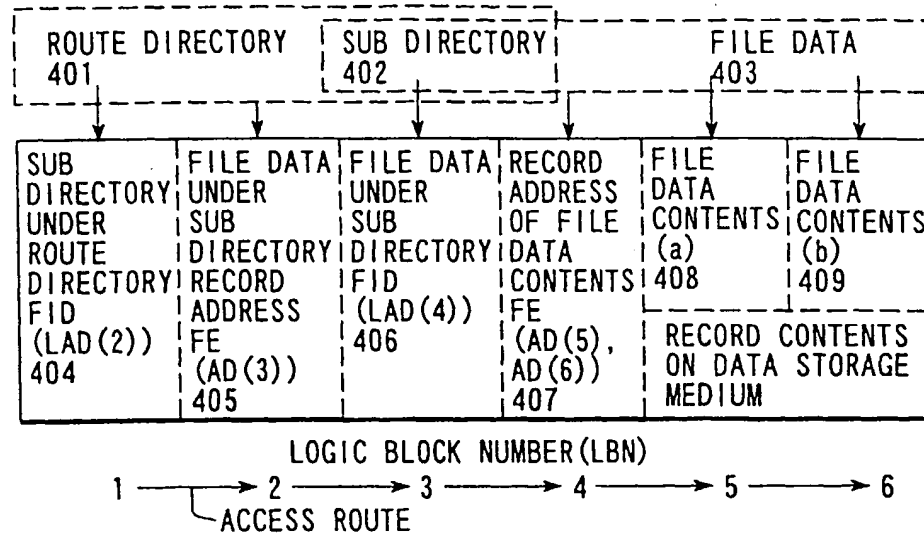 ROUTE DIRECTORY
401
SUB DIRECTORY
402
FILE DATA
403
SUB
DIRECTORY
UNDER
ROUTE
DIRECTORY
FID
(LAD(2))
404
FILE DATA
UNDER
SUB
DIRECTORY
RECORD
ADDRESS
FE
(AD(3))
405
FILE DATA
UNDER
SUB
DIRECTORY
FID
(LAD(4))
406
RECORD
ADDRESS
OF FILE
DATA
CONTENTS
FE
(AD(5),
AD(6))
407
FILE
DATA
CONTENTS
(a)
408
FILE
DATA
CONTENTS
(b)
409
RECORD CONTENTS
ON DATA STORAGE
MEDIUM
LOGIC BLOCK NUMBER(LBN)
1 2 3 4 5 6
ACCESS ROUTE